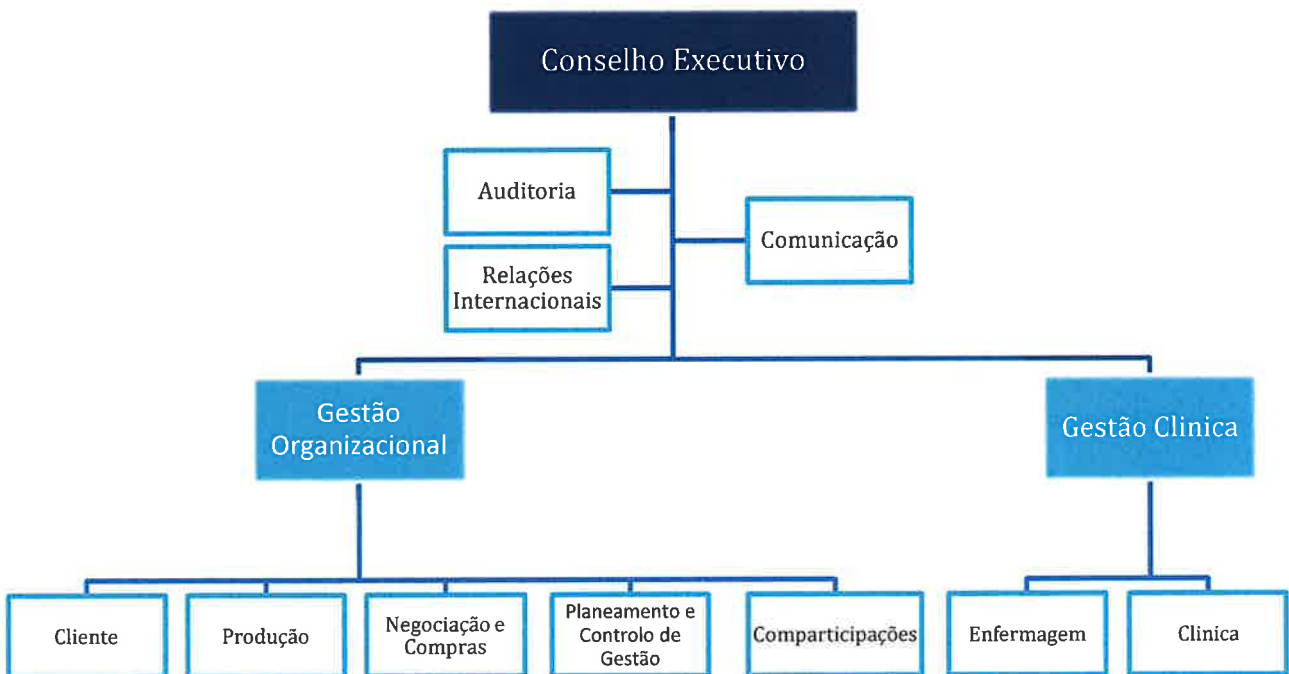 Conselho Executivo
Auditoria
Comunicação
Relações
Internacionais
Gestão
Organizacional
Gestão Clinica
Cliente
Produção
Negociação e
Compras
Planeamento e
Controlo de
Gestão
Comparticipações
Enfermagem
Clinica